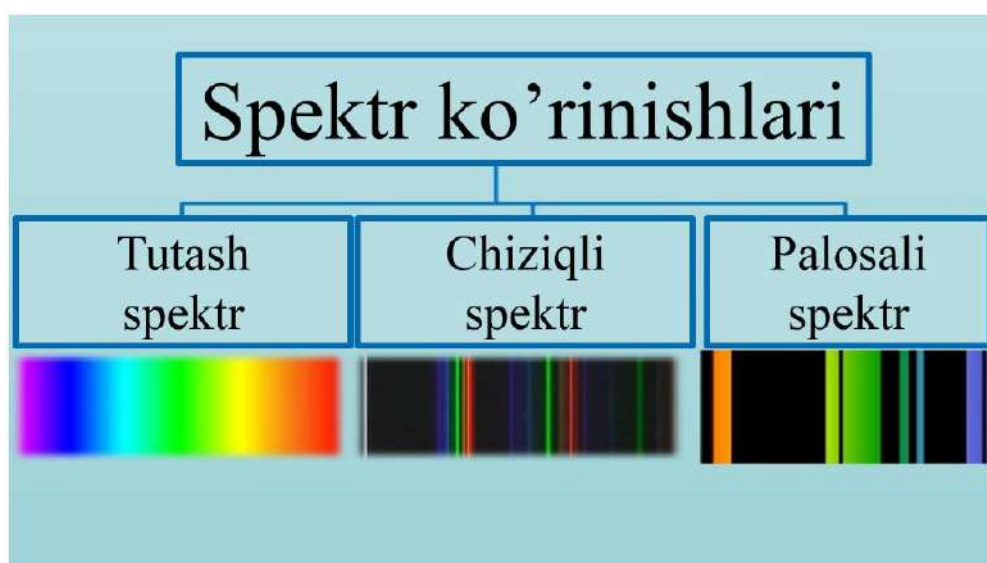 Spektr ko’rinishlari
Tutash
spektr
Chiziqli
spektr
Palosali
spektr